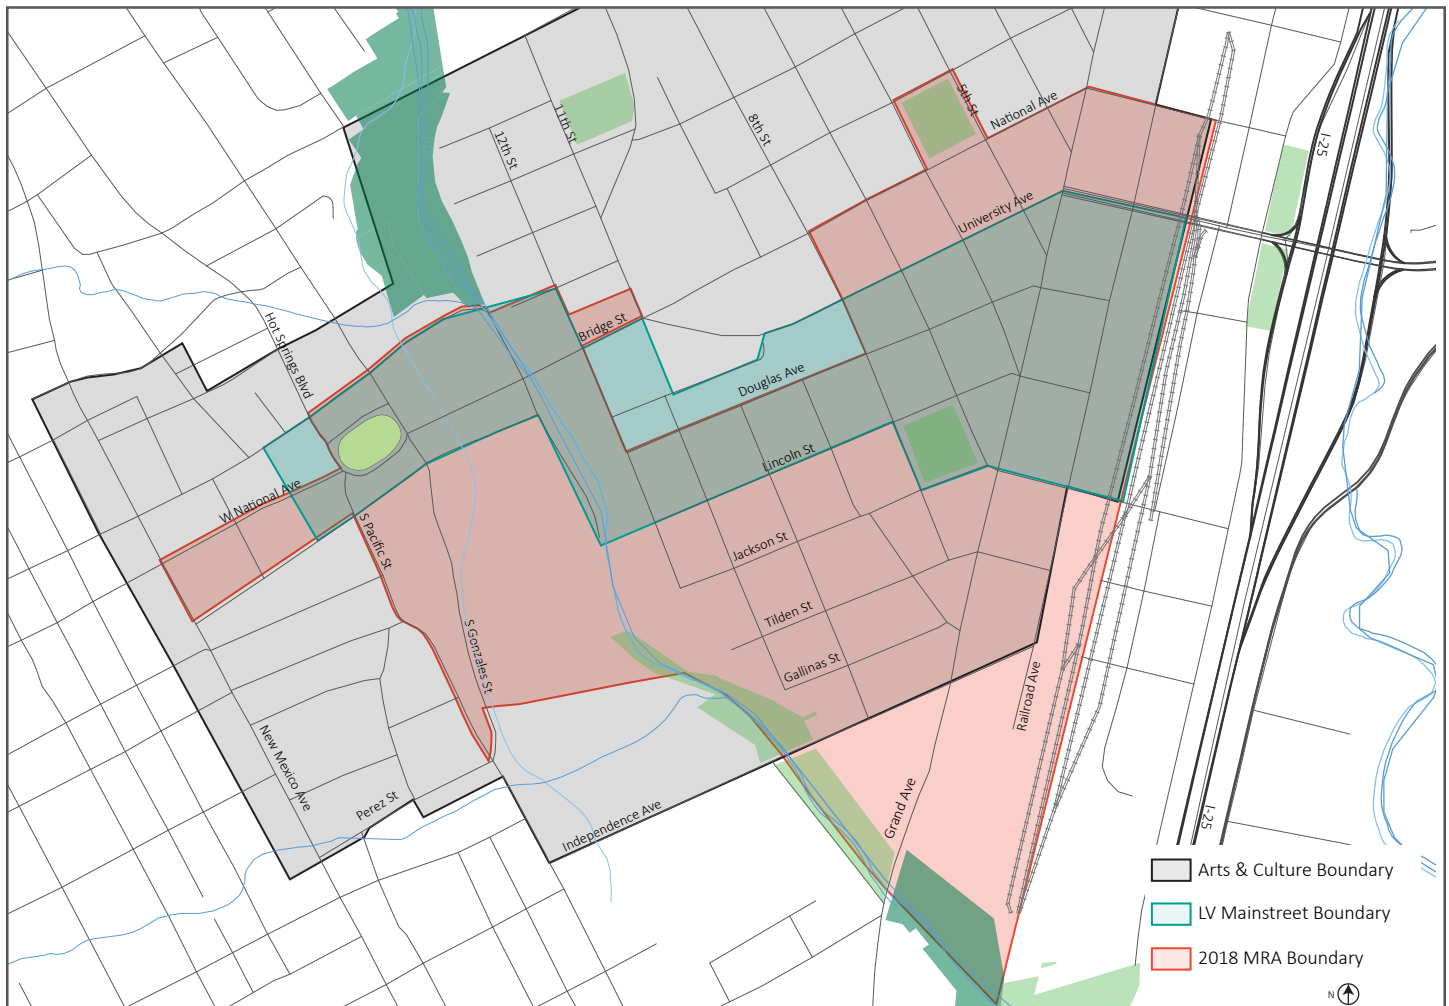 5th St
National Ave
11th St
8th St
12th St
I-25
University Ave
Hot Springs Blvd
Bridge St
Douglas Ave
Lincoln St
W National Ave
S Pacific St
Jackson St
Tilden St
S Gonzales St
Gallinas St
Railroad Ave
New Mexico Ave
Perez St
Independence Ave
Grand Ave
I-25
Arts & Culture Boundary
LV Mainstreet Boundary
2018 MRA Boundary
N